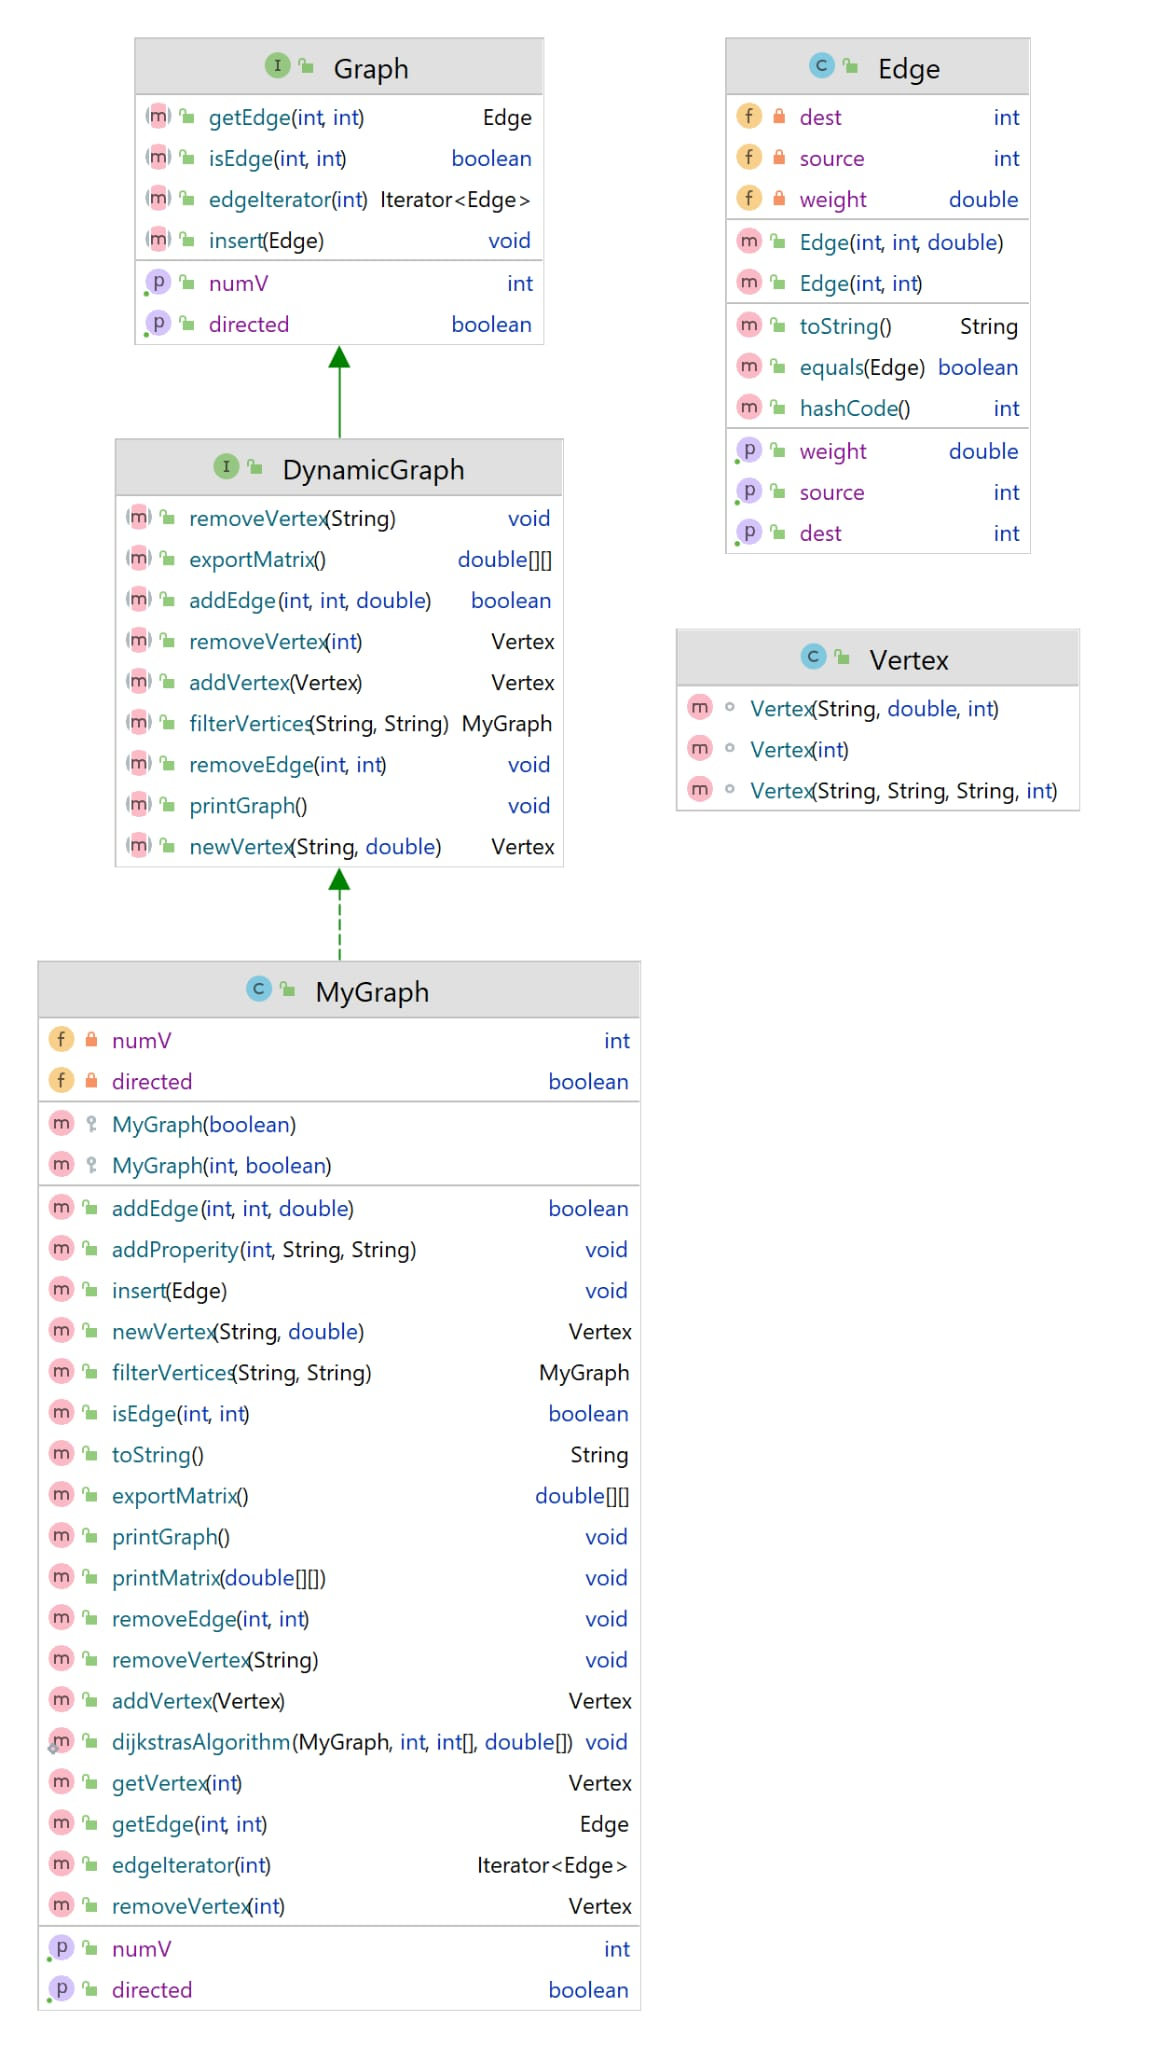 Graph
getEdge(int, int) Edge
isEdge(int, int) boolean
edgeIterator(int) Iterator<Edge>
insert(Edge) void
numV int
directed boolean
Edge
dest int
source int
weight double
Edge(int, int, double)
Edge(int, int)
toString() String
equals(Edge) boolean
hashCode() int
weight double
source int
dest int
DynamicGraph
removeVertex(String) void
exportMatrix() double[][]
addEdge(int, int, double) boolean
removeVertex(int) Vertex
addVertex(Vertex) Vertex
filterVertices(String, String) MyGraph
removeEdge(int, int) void
printGraph() void
newVertex(String, double) Vertex
Vertex
Vertex(String, double, int)
Vertex(int)
Vertex(String, String, String, int)
MyGraph
numV int
directed boolean
MyGraph(boolean)
MyGraph(int, boolean)
addEdge(int, int, double) boolean
addProperity(int, String, String) void
insert(Edge) void
newVertex(String, double) Vertex
filterVertices(String, String) MyGraph
isEdge(int, int) boolean
toString() String
exportMatrix() double[][]
printGraph() void
printMatrix(double[][]) void
removeEdge(int, int) void
removeVertex(String) void
addVertex(Vertex) Vertex
dijkstrasAlgorithm(MyGraph, int, int[], double[]) void
getVertex(int) Vertex
getEdge(int, int) Edge
edgeIterator(int) Iterator<Edge>
removeVertex(int) Vertex
numV int
directed boolean